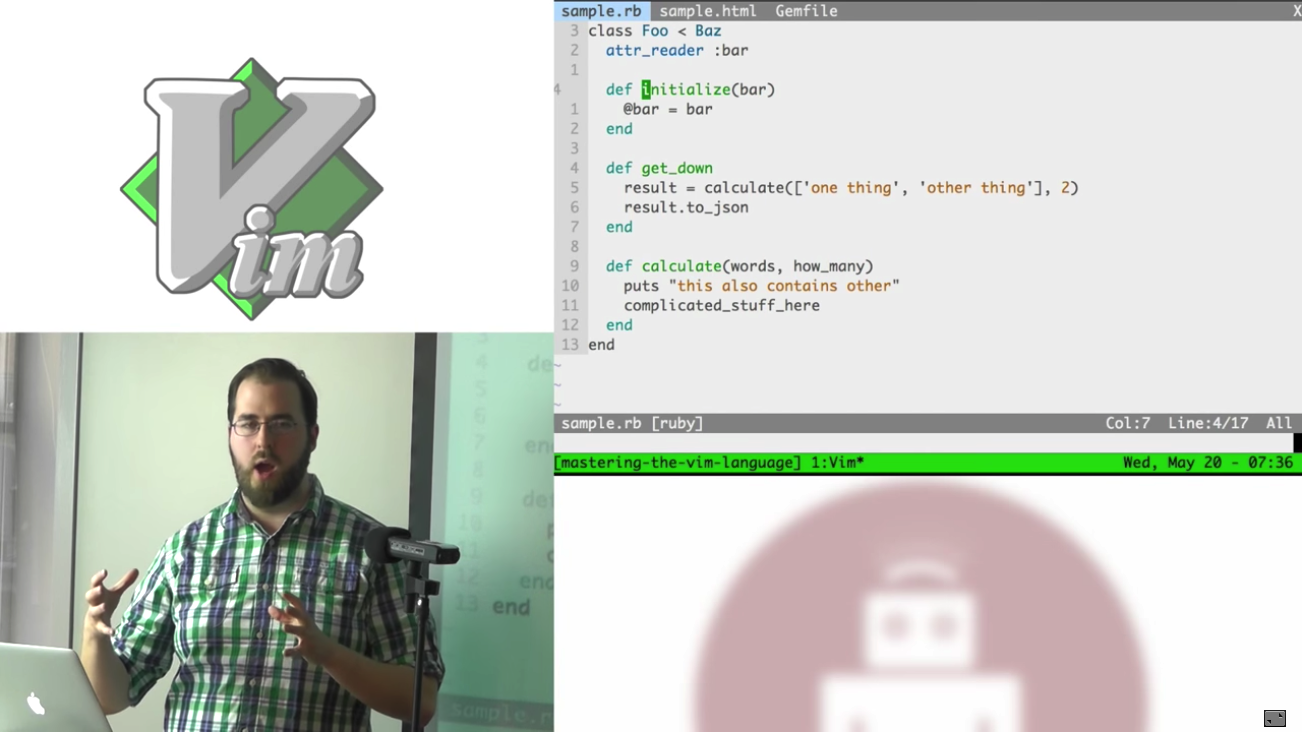 Vim
sample.rb sample.html Gemfile X
3 class Foo < Baz
2 attr_reader :bar
1
4 def initialize(bar)
1 @bar = bar
2 end
3
4 def get_down
5 result = calculate(['one thing', 'other thing'], 2)
6 result.to_json
7 end
8
9 def calculate(words, how_many)
10 puts "this also contains other"
11 complicated_stuff_here
12 end
13 end
~
~
~
sample.rb [ruby] Col:7 Line:4/17 All
[mastering-the-vim-language] 1:Vim* Wed, May 20 - 07:36
3
4 de
5
6
7 en
8
9 de
10
11
12 end
13 end
sample.r